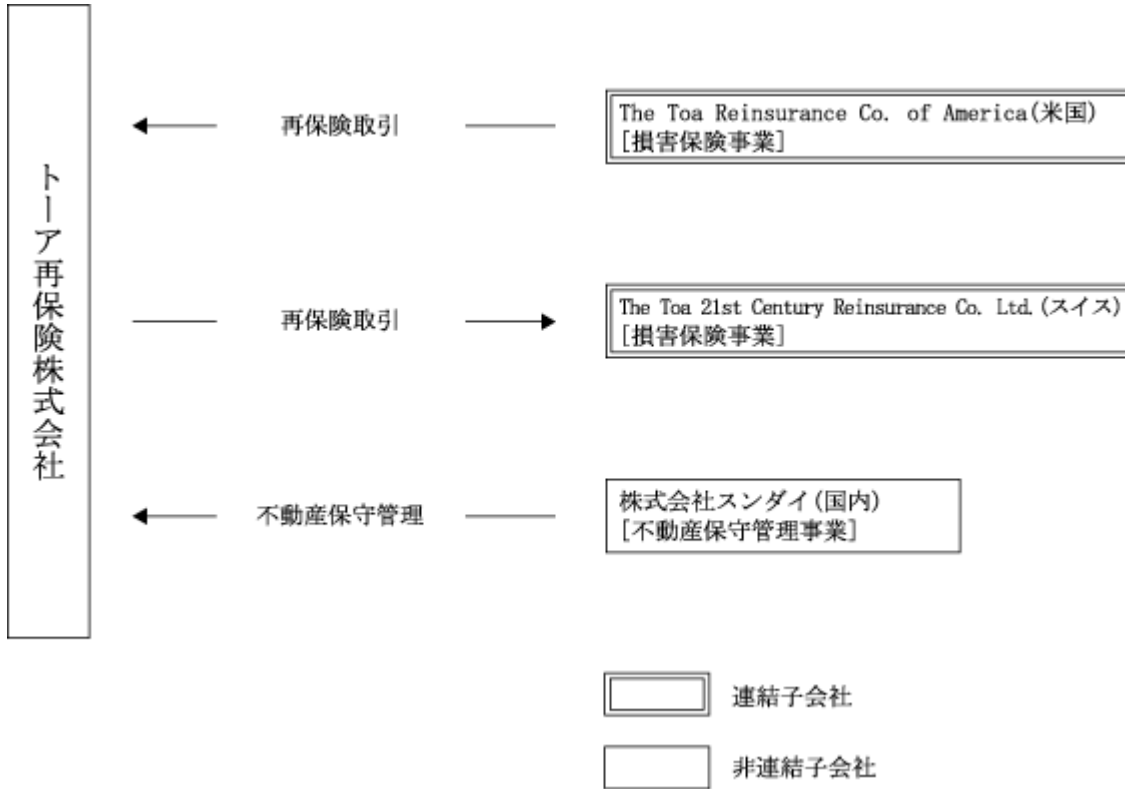 トーア再保険株式会社
再保険取引
The Toa Reinsurance Co. of America(米国)
[損害保険事業]
再保険取引
The Toa 21st Century Reinsurance Co. Ltd.(スイス)
[損害保険事業]
不動産保守管理
株式会社スンダイ(国内)
[不動産保守管理事業]
連結子会社
非連結子会社